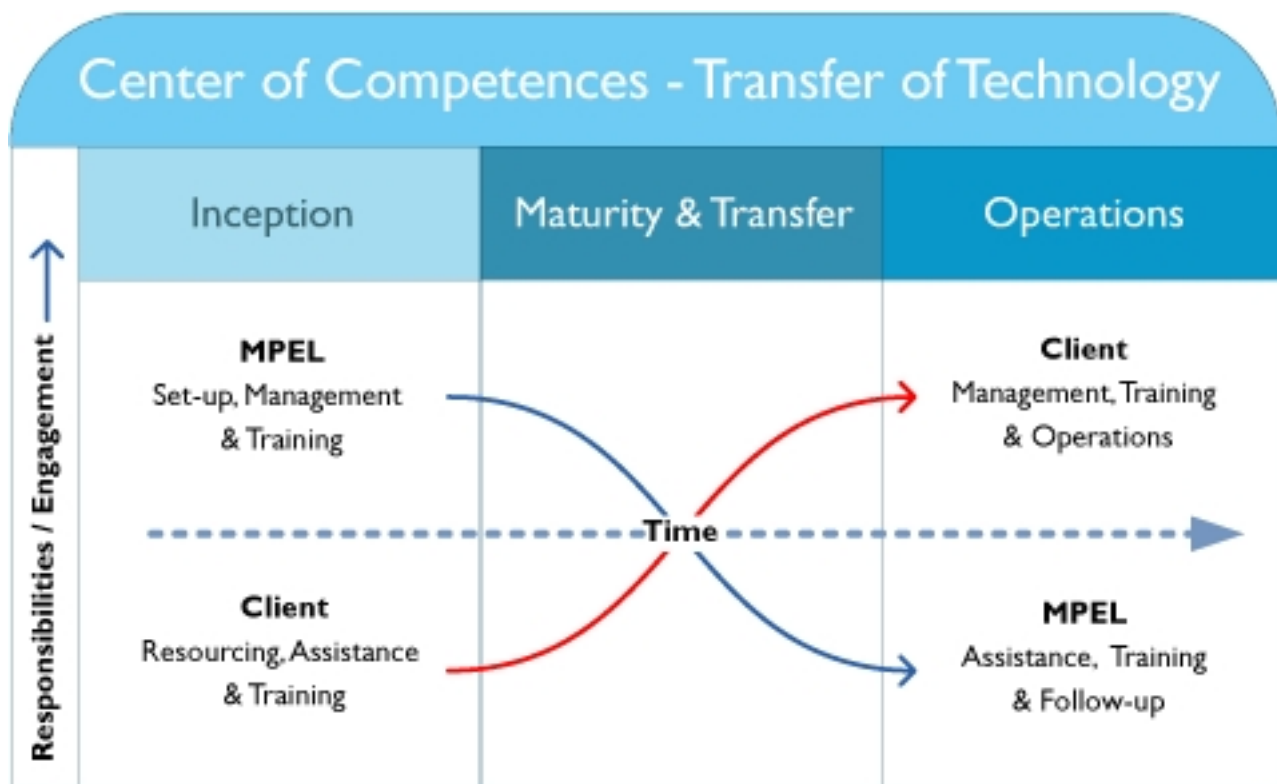 Center of Competences - Transfer of Technology
Inception
Maturity & Transfer
Operations
Responsibilities / Engagement
MPEL
Set-up, Management
& Training
Client
Management, Training
& Operations
Time
Client
Resourcing, Assistance
& Training
MPEL
Assistance, Training
& Follow-up